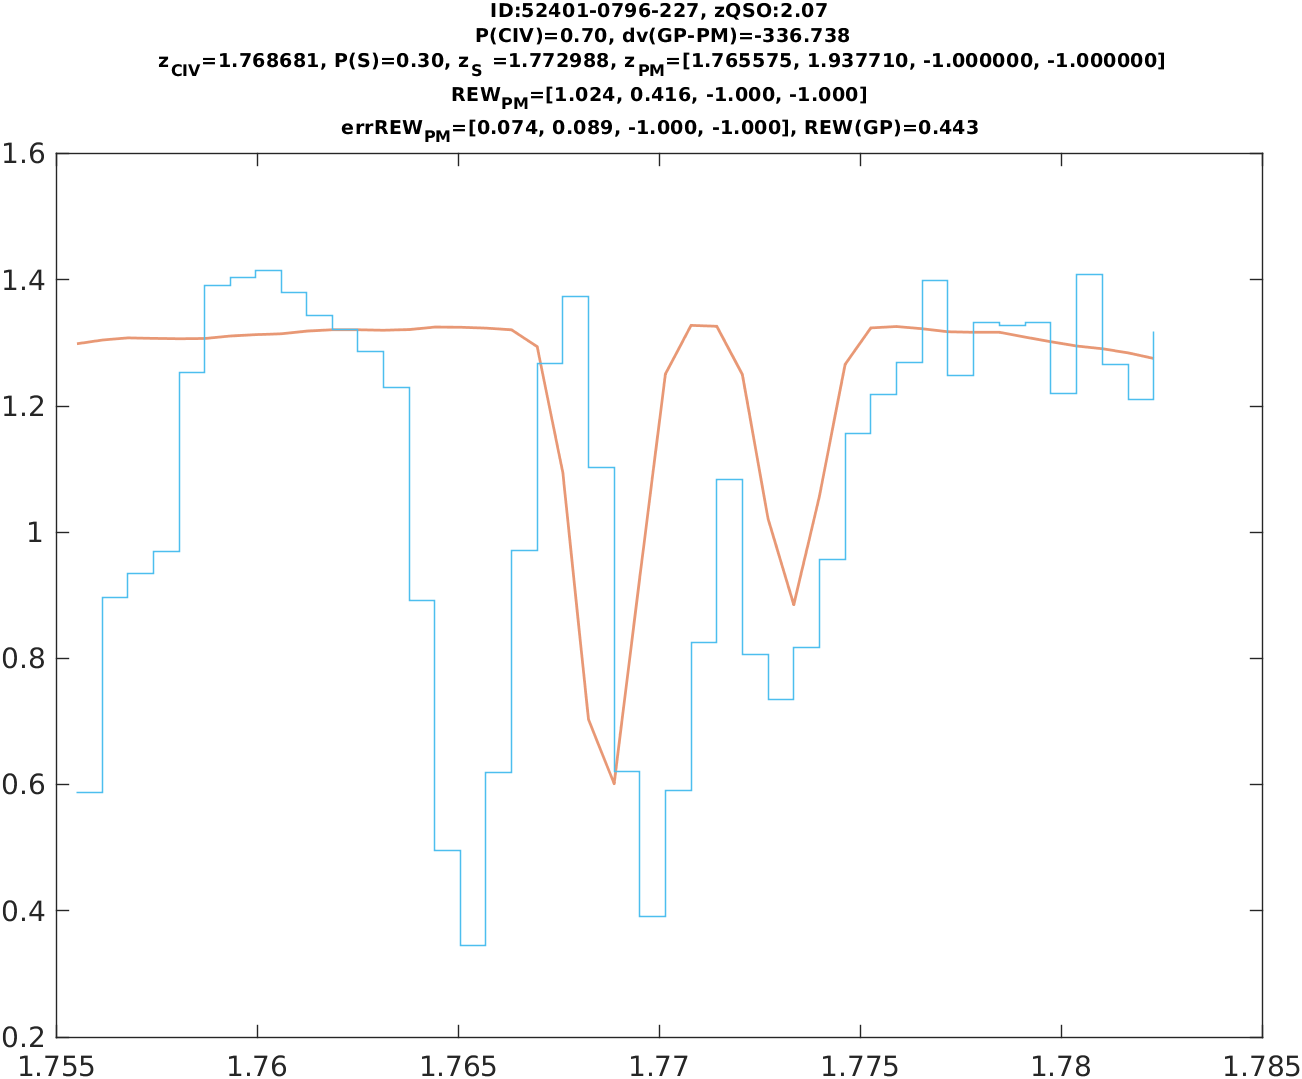 ID:52401-0796-227, zQSO:2.07
P(CIV)=0.70, dv(GP-PM)=-336.738
zCIV=1.768681, P(S)=0.30, zS =1.772988, zPM=[1.765575, 1.937710, -1.000000, -1.000000]
REWPM=[1.024, 0.416, -1.000, -1.000]
errREWPM=[0.074, 0.089, -1.000, -1.000], REW(GP)=0.443
1.6
1.4
1.2
1
0.8
0.6
0.4
0.2
1.755 1.76 1.765 1.77 1.775 1.78 1.785